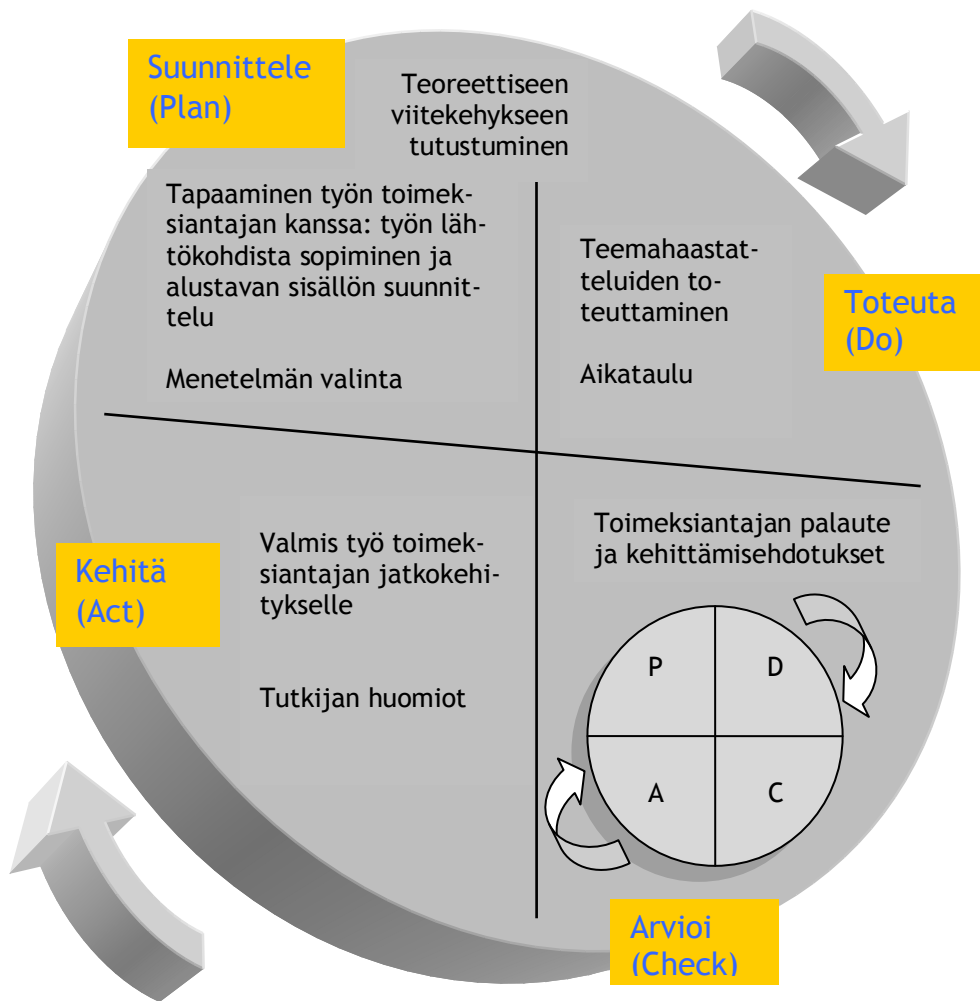 Suunnittele
(Plan)
Teoreettiseen
viitekehykseen
tutustuminen
Tapaaminen työn toimek-
siantajan kanssa: työn läh-
tökohdista sopiminen ja
alustavan sisällön suunnit-
telu
Menetelmän valinta
Teemahaastat-
teluiden to-
teuttaminen
Aikataulu
Toteuta
(Do)
Toimeksiantajan palaute
ja kehittämisehdotukset
P
D
A
C
Arvioi
(Check)
Kehitä
(Act)
Valmis työ toimek-
siantajan jatkokehi-
tykselle
Tutkijan huomiot